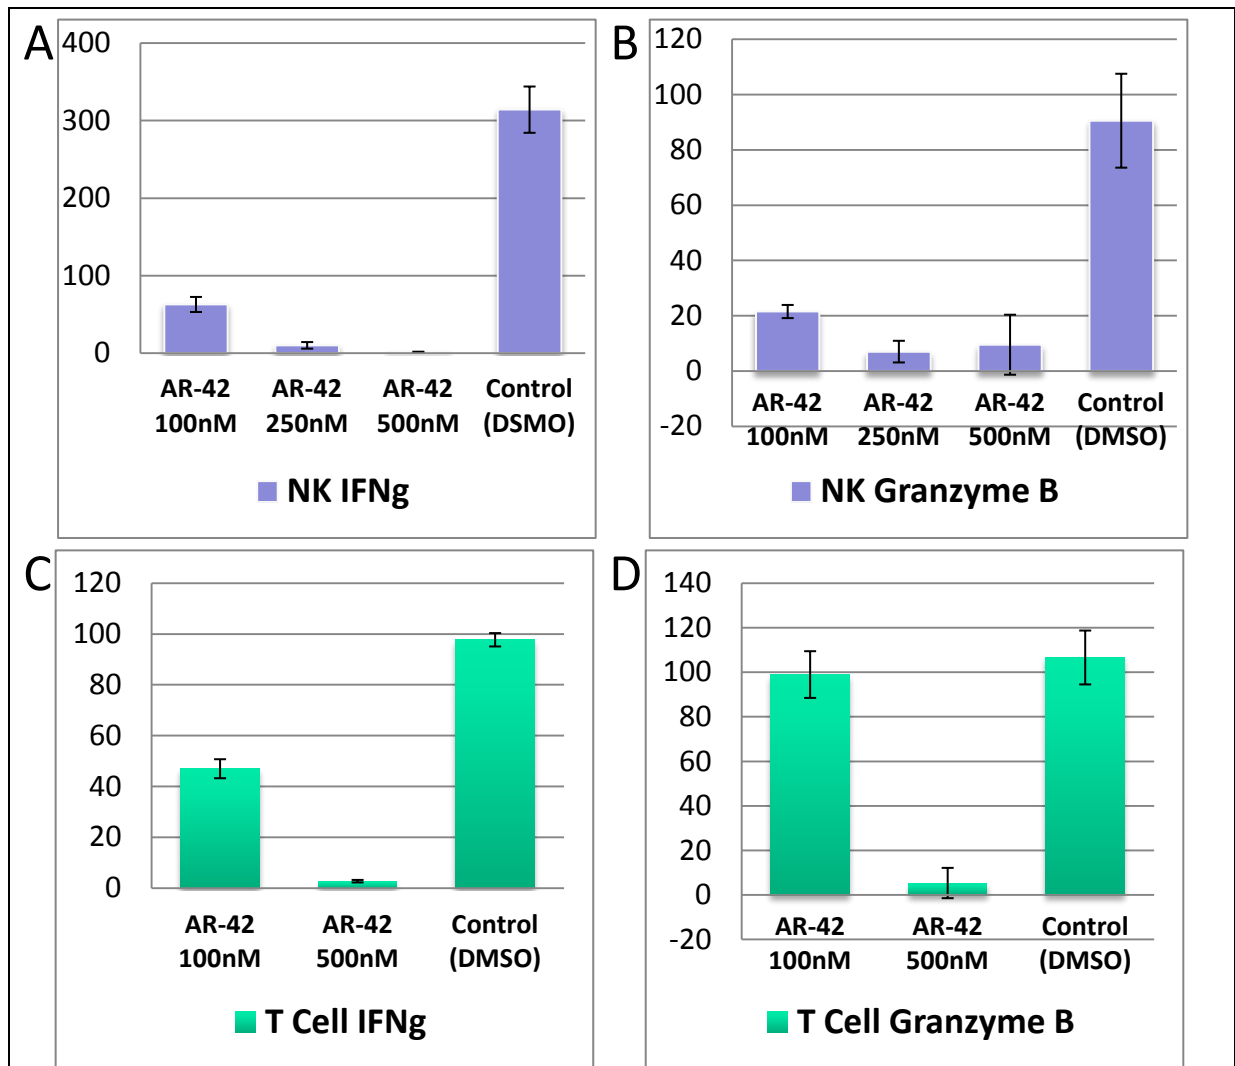 A
400
300
200
100
0
AR-42 AR-42 AR-42 Control
100nM 250nM 500nM (DSMO)
NK IFNg
B
120
100
80
60
40
20
0
-20
AR-42 AR-42 AR-42 Control
100nM 250nM 500nM (DMSO)
NK Granzyme B
C
120
100
80
60
40
20
0
AR-42 AR-42 Control
100nM 500nM (DMSO)
T Cell IFNg
D
140
120
100
80
60
40
20
0
-20
AR-42 AR-42 Control
100nM 500nM (DMSO)
T Cell Granzyme B